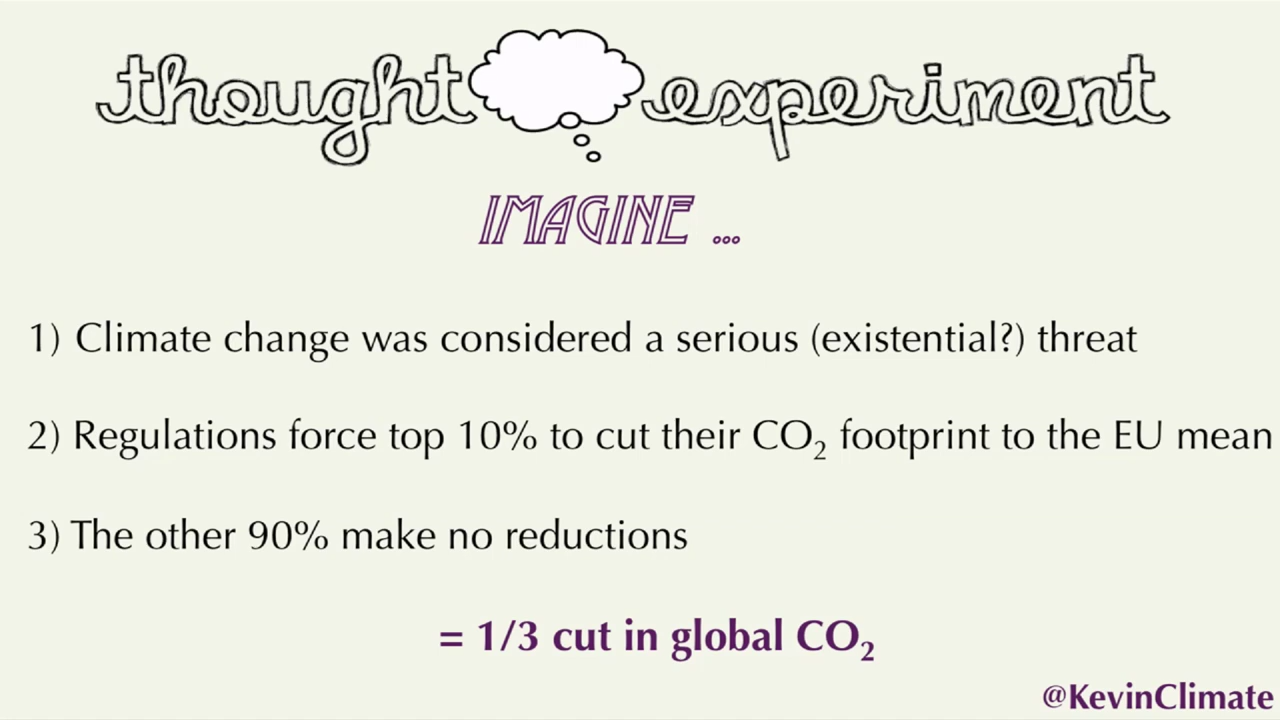 thought experiment
IMAGINE ...
1) Climate change was considered a serious (existential?) threat
2) Regulations force top 10% to cut their CO₂ footprint to the EU mean
3) The other 90% make no reductions
= 1/3 cut in global CO₂
@KevinClimate